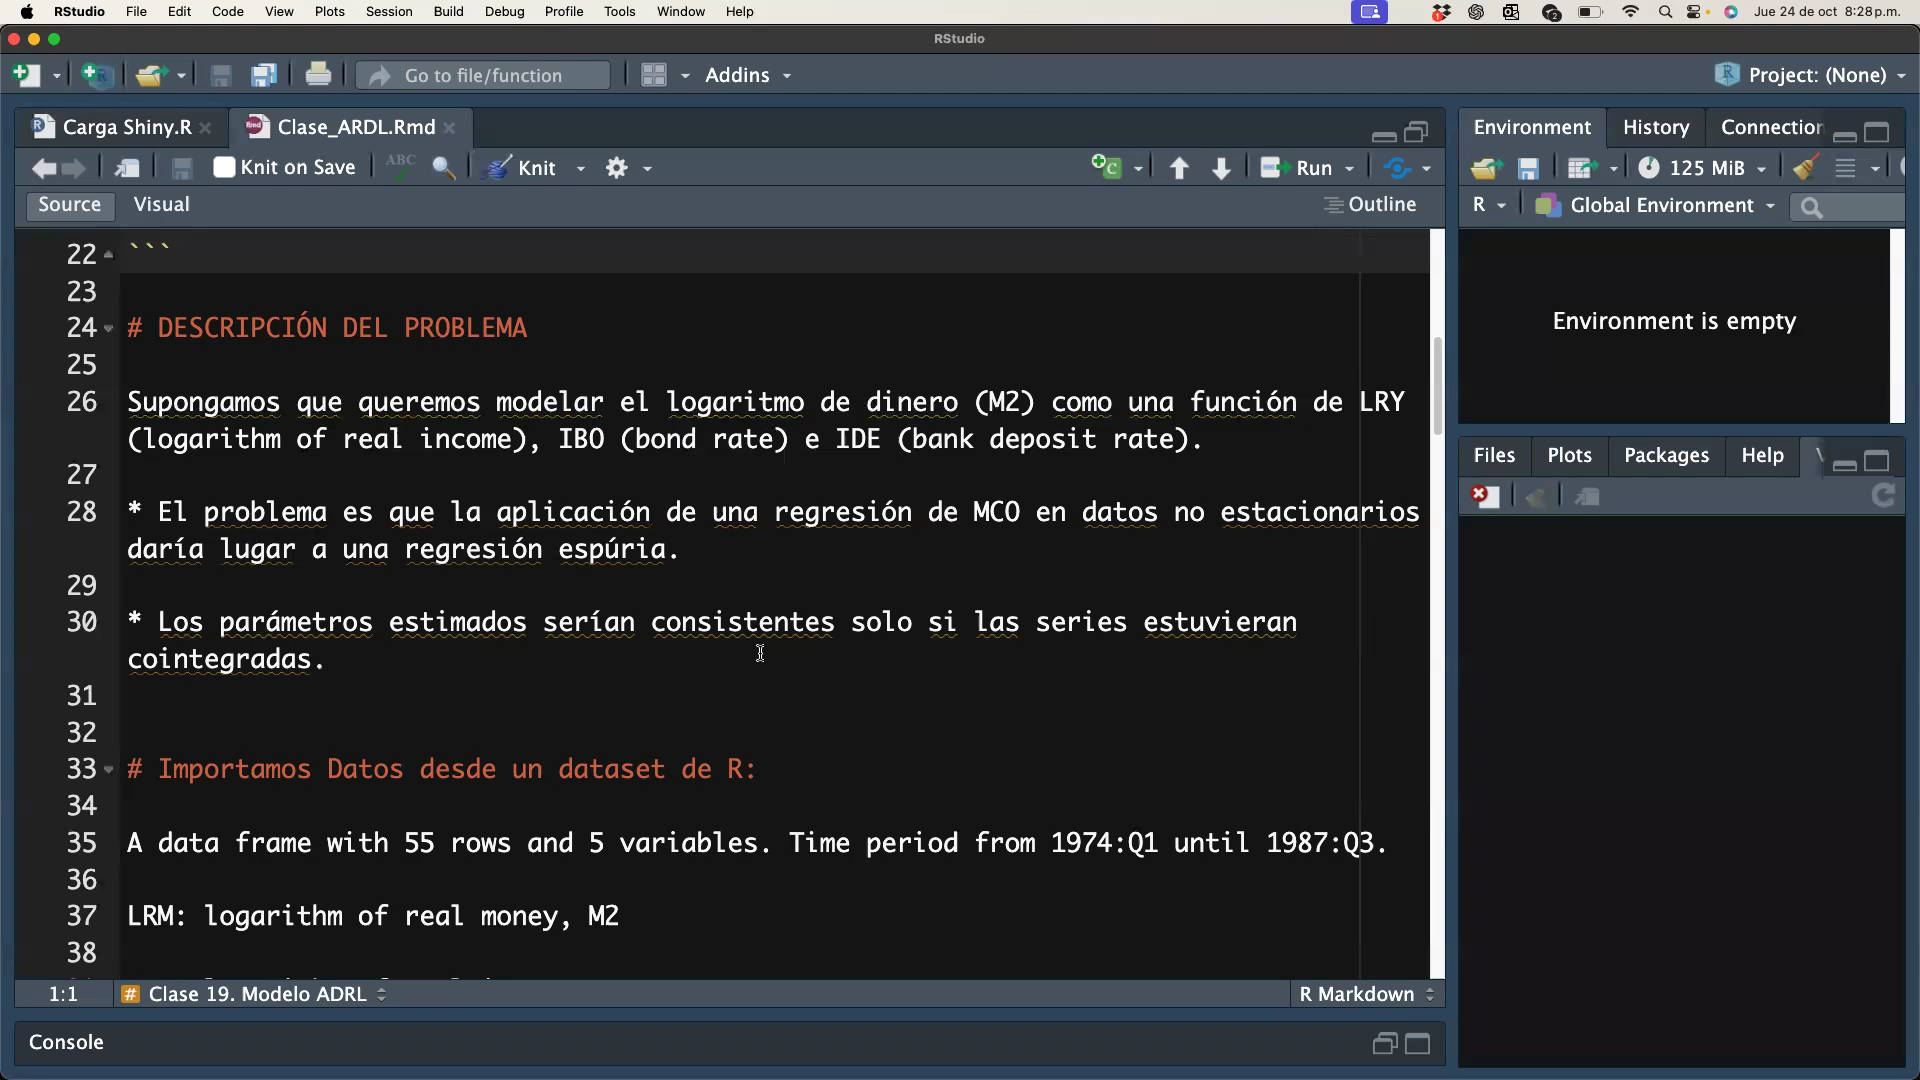 RStudio File Edit Code View Plots Session Build Debug Profile Tools Window Help Jue 24 de oct 8:28 p.m.
RStudio
Go to file/function Addins Project: (None)
Carga Shiny.R Clase_ARDL.Rmd
Knit on Save ABC Knit Run
Source Visual Outline
22 ```
23
24 # DESCRIPCIÓN DEL PROBLEMA
25
26 Supongamos que queremos modelar el logaritmo de dinero (M2) como una función de LRY
(logarithm of real income), IBO (bond rate) e IDE (bank deposit rate).
27
28 * El problema es que la aplicación de una regresión de MCO en datos no estacionarios
daría lugar a una regresión espúria.
29
30 * Los parámetros estimados serían consistentes solo si las series estuvieran
cointegradas.
31
32
33 # Importamos Datos desde un dataset de R:
34
35 A data frame with 55 rows and 5 variables. Time period from 1974:Q1 until 1987:Q3.
36
37 LRM: logarithm of real money, M2
38
1:1 # Clase 19. Modelo ADRL R Markdown
Console
Environment History Connection
125 MiB
R Global Environment
Environment is empty
Files Plots Packages Help